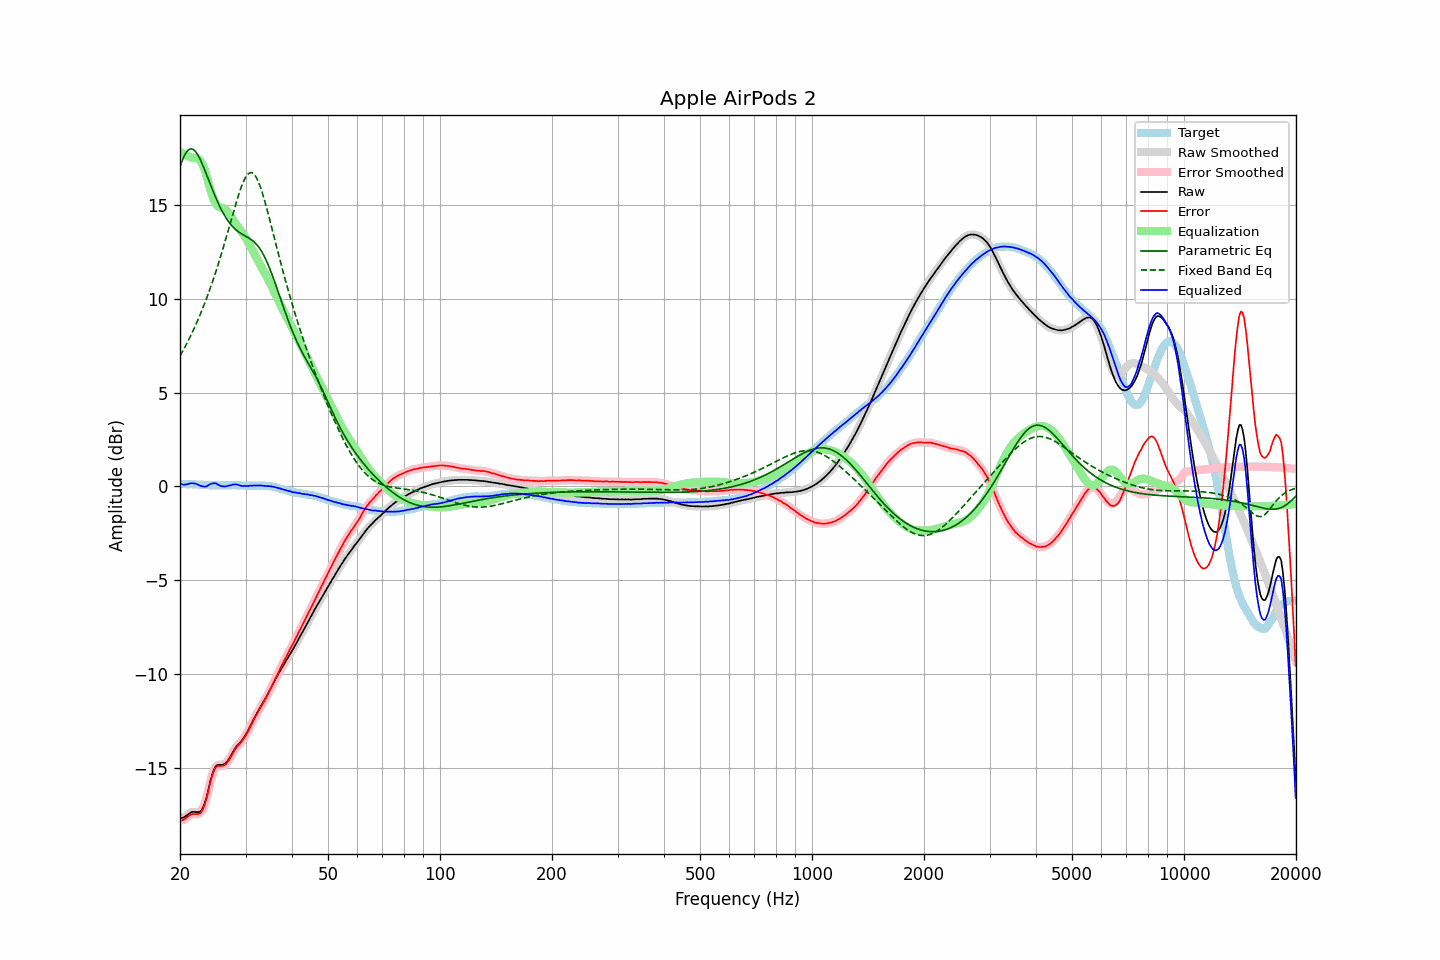 Apple AirPods 2
Target
Raw Smoothed
Error Smoothed
Raw
Error
Equalization
Parametric Eq
Fixed Band Eq
Equalized
Amplitude (dBr)
15
10
5
0
−5
−10
−15
20 50 100 200 500 1000 2000 5000 10000 20000
Frequency (Hz)